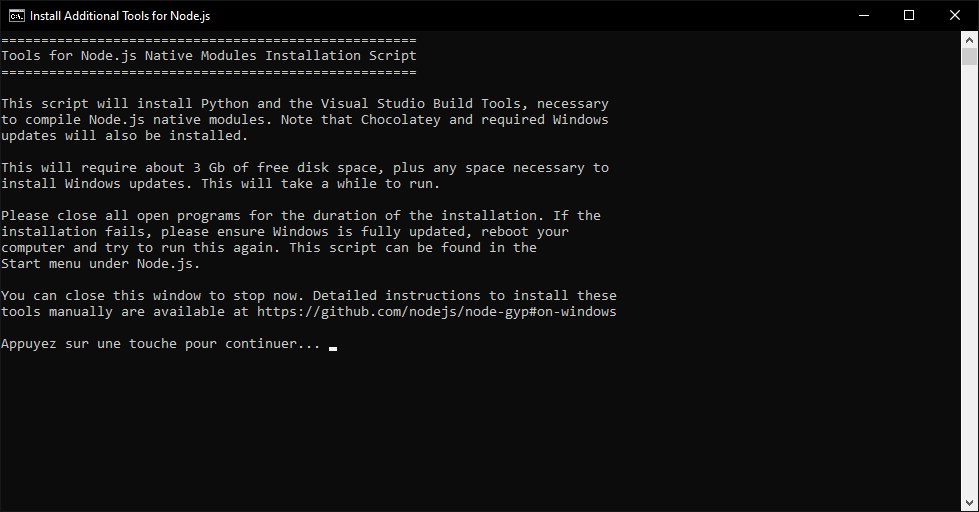 Install Additional Tools for Node.js
====================================================
Tools for Node.js Native Modules Installation Script
====================================================
This script will install Python and the Visual Studio Build Tools, necessary
to compile Node.js native modules. Note that Chocolatey and required Windows
updates will also be installed.
This will require about 3 Gb of free disk space, plus any space necessary to
install Windows updates. This will take a while to run.
Please close all open programs for the duration of the installation. If the
installation fails, please ensure Windows is fully updated, reboot your
computer and try to run this again. This script can be found in the
Start menu under Node.js.
You can close this window to stop now. Detailed instructions to install these
tools manually are available at https://github.com/nodejs/node-gyp#on-windows
Appuyez sur une touche pour continuer...